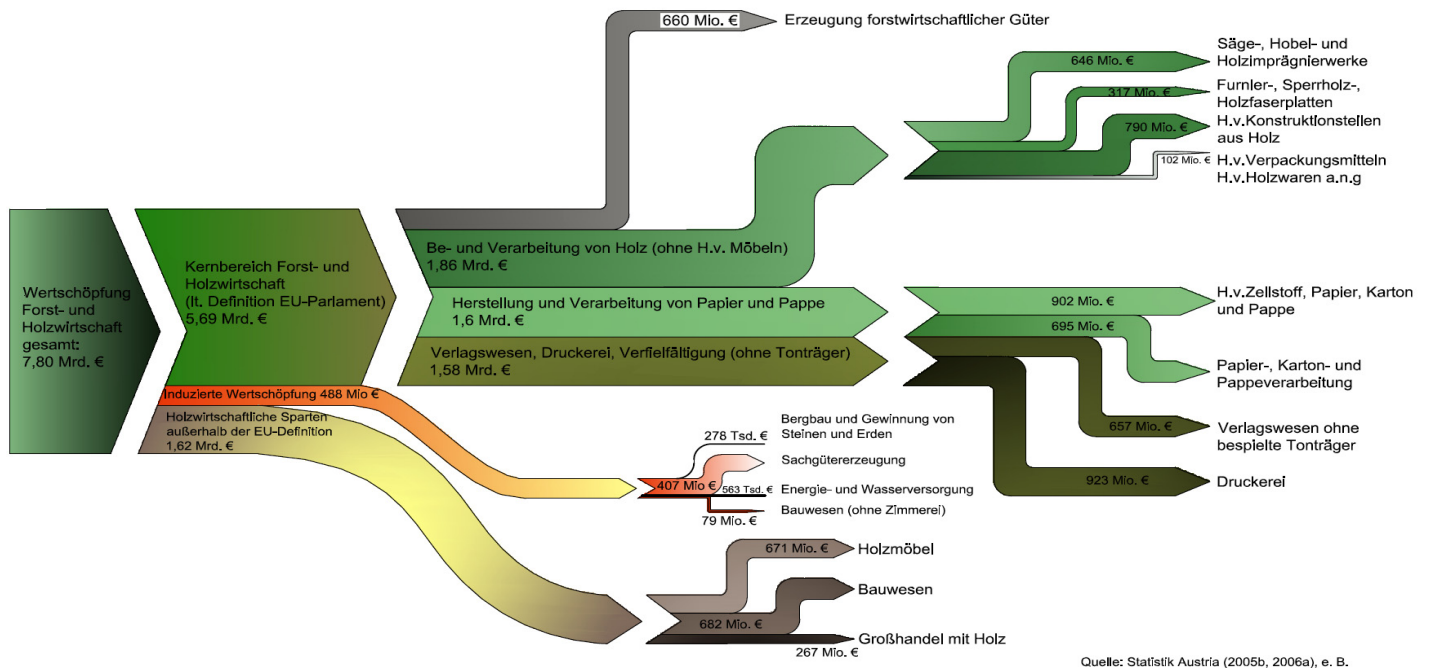 660 Mio. €
Erzeugung forstwirtschaftlicher Güter
646 Mio. €
Säge-, Hobel- und
Holzimprägnierwerke
317 Mio. €
Furnier-, Sperrholz-,
Holzfaserplatten
790 Mio. €
H.v.Konstruktionsteilen
aus Holz
102 Mio. €
H.v.Verpackungsmitteln
H.v.Holzwaren a.n.g
Wertschöpfung
Forst- und
Holzwirtschaft
gesamt:
7,80 Mrd. €
Kernbereich Forst- und
Holzwirtschaft
(lt. Definition EU-Parlament)
5,69 Mrd. €
Be- und Verarbeitung von Holz (ohne H.v. Möbeln)
1,86 Mrd. €
Herstellung und Verarbeitung von Papier und Pappe
1,6 Mrd. €
Verlagswesen, Druckerei, Verfielfältigung (ohne Tonträger)
1,58 Mrd. €
902 Mio. €
H.v.Zellstoff, Papier, Karton
und Pappe
695 Mio. €
Papier-, Karton- und
Pappeverarbeitung
657 Mio. €
Verlagswesen ohne
bespielte Tonträger
923 Mio. €
Druckerei
Induzierte Wertschöpfung 488 Mio €
Holzwirtschaftliche Sparten
außerhalb der EU-Definition
1,62 Mrd. €
278 Tsd. €
Bergbau und Gewinnung von
Steinen und Erden
407 Mio €
Sachgütererzeugung
563 Tsd. €
Energie- und Wasserversorgung
79 Mio. €
Bauwesen (ohne Zimmerei)
671 Mio. €
Holzmöbel
682 Mio. €
Bauwesen
267 Mio. €
Großhandel mit Holz
Quelle: Statistik Austria (2005b, 2006a), e. B.